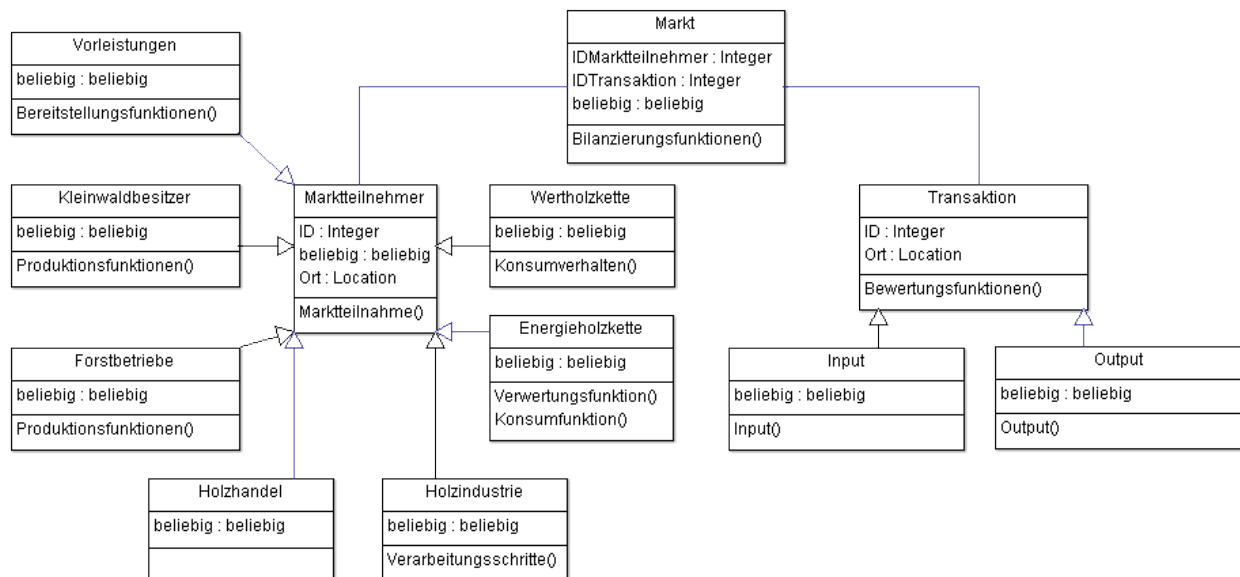 Markt
IDMarktteilnehmer : Integer
IDTransaktion : Integer
beliebig : beliebig
Bilanzierungsfunktionen()
Vorleistungen
beliebig : beliebig
Bereitstellungsfunktionen()
Kleinwaldbesitzer
beliebig : beliebig
Produktionsfunktionen()
Marktteilnehmer
ID : Integer
beliebig : beliebig
Ort : Location
Marktteilnahme()
Wertholzkette
beliebig : beliebig
Konsumverhalten()
Transaktion
ID : Integer
Ort : Location
Bewertungsfunktionen()
Forstbetriebe
beliebig : beliebig
Produktionsfunktionen()
Energieholzkette
beliebig : beliebig
Verwertungsfunktion()
Konsumfunktion()
Input
beliebig : beliebig
Input()
Output
beliebig : beliebig
Output()
Holzhandel
beliebig : beliebig
Holzindustrie
beliebig : beliebig
Verarbeitungsschritte()